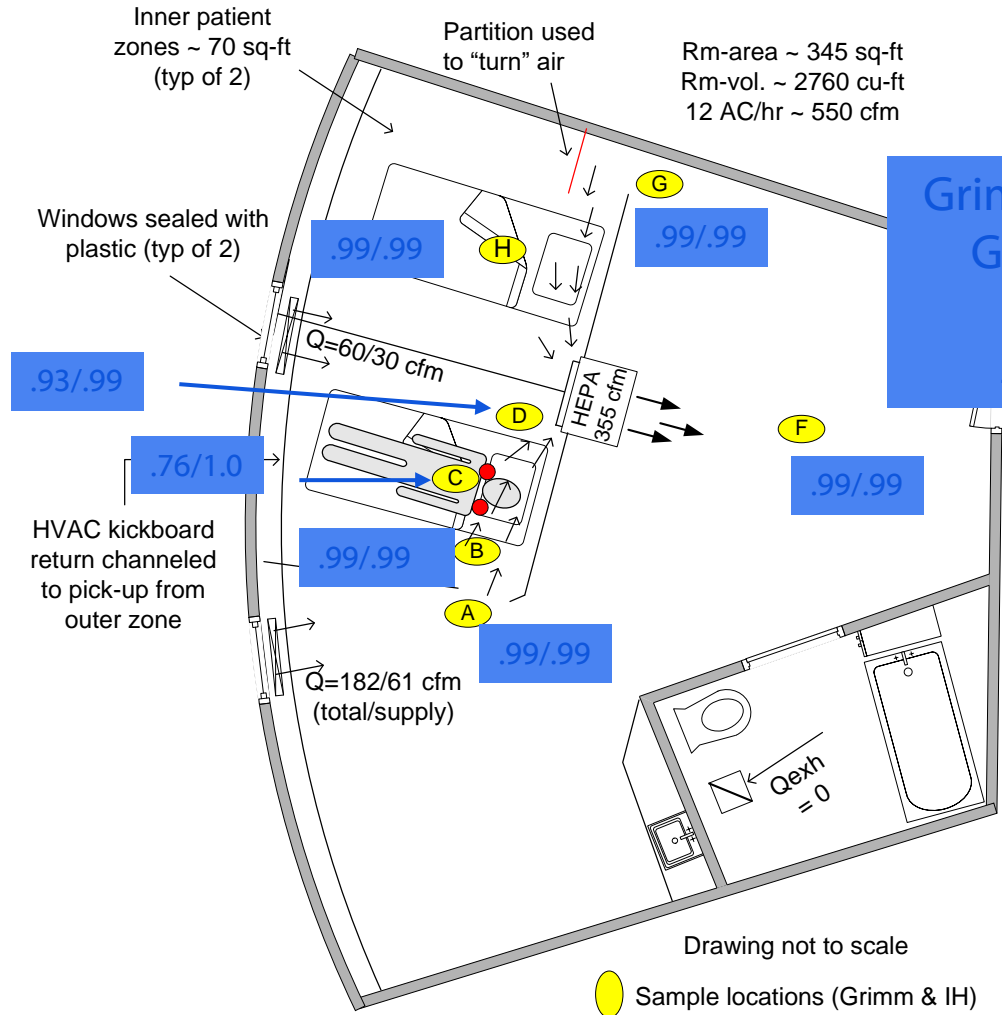 Inner patient
zones ~ 70 sq-ft
(typ of 2)
Partition used
to “turn” air
Rm-area ~ 345 sq-ft
Rm-vol. ~ 2760 cu-ft
12 AC/hr ~ 550 cfm
G
Windows sealed with
plastic (typ of 2)
.99/.99
H
.99/.99
Q=60/30 cfm
HEPA
355 cfm
.93/.99
D
F
.76/1.0
C
.99/.99
HVAC kickboard
return channeled
to pick-up from
outer zone
.99/.99
B
A
.99/.99
Q=182/61 cfm
(total/supply)
Qexh
= 0
Drawing not to scale
Sample locations (Grimm & IH)